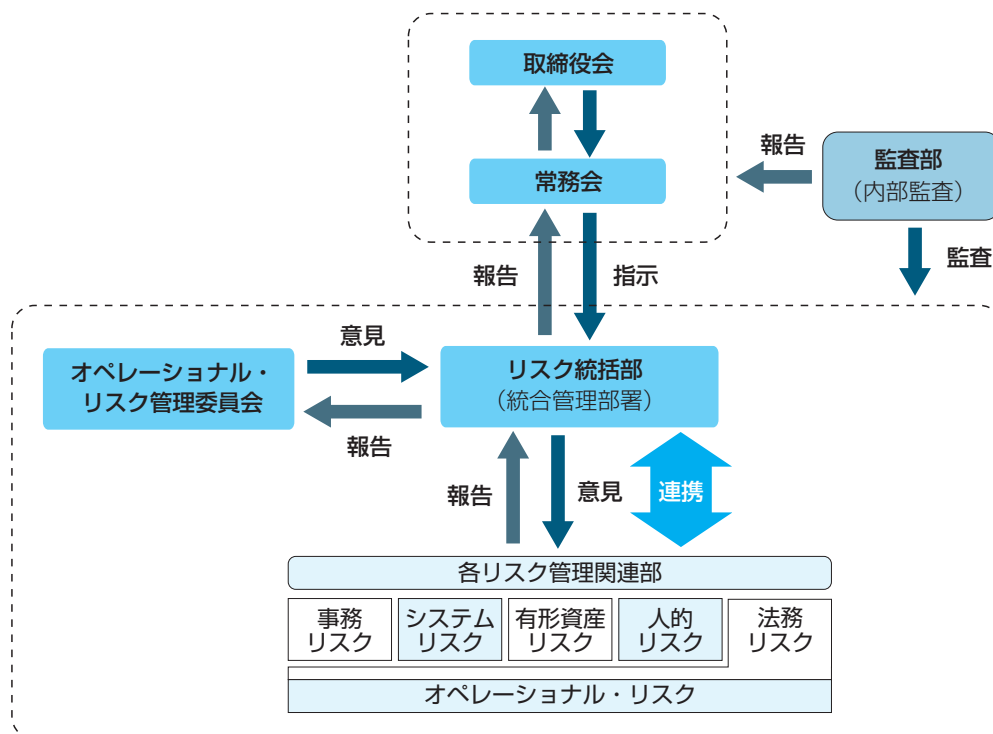 取締役会
常務会
報告
監査部
（内部監査）
監査
報告
指示
意見
オペレーショナル・
リスク管理委員会
リスク統括部
（統合管理部署）
報告
報告
意見
連携
各リスク管理関連部
事務
リスク
システム
リスク
有形資産
リスク
人的
リスク
法務
リスク
オペレーショナル・リスク